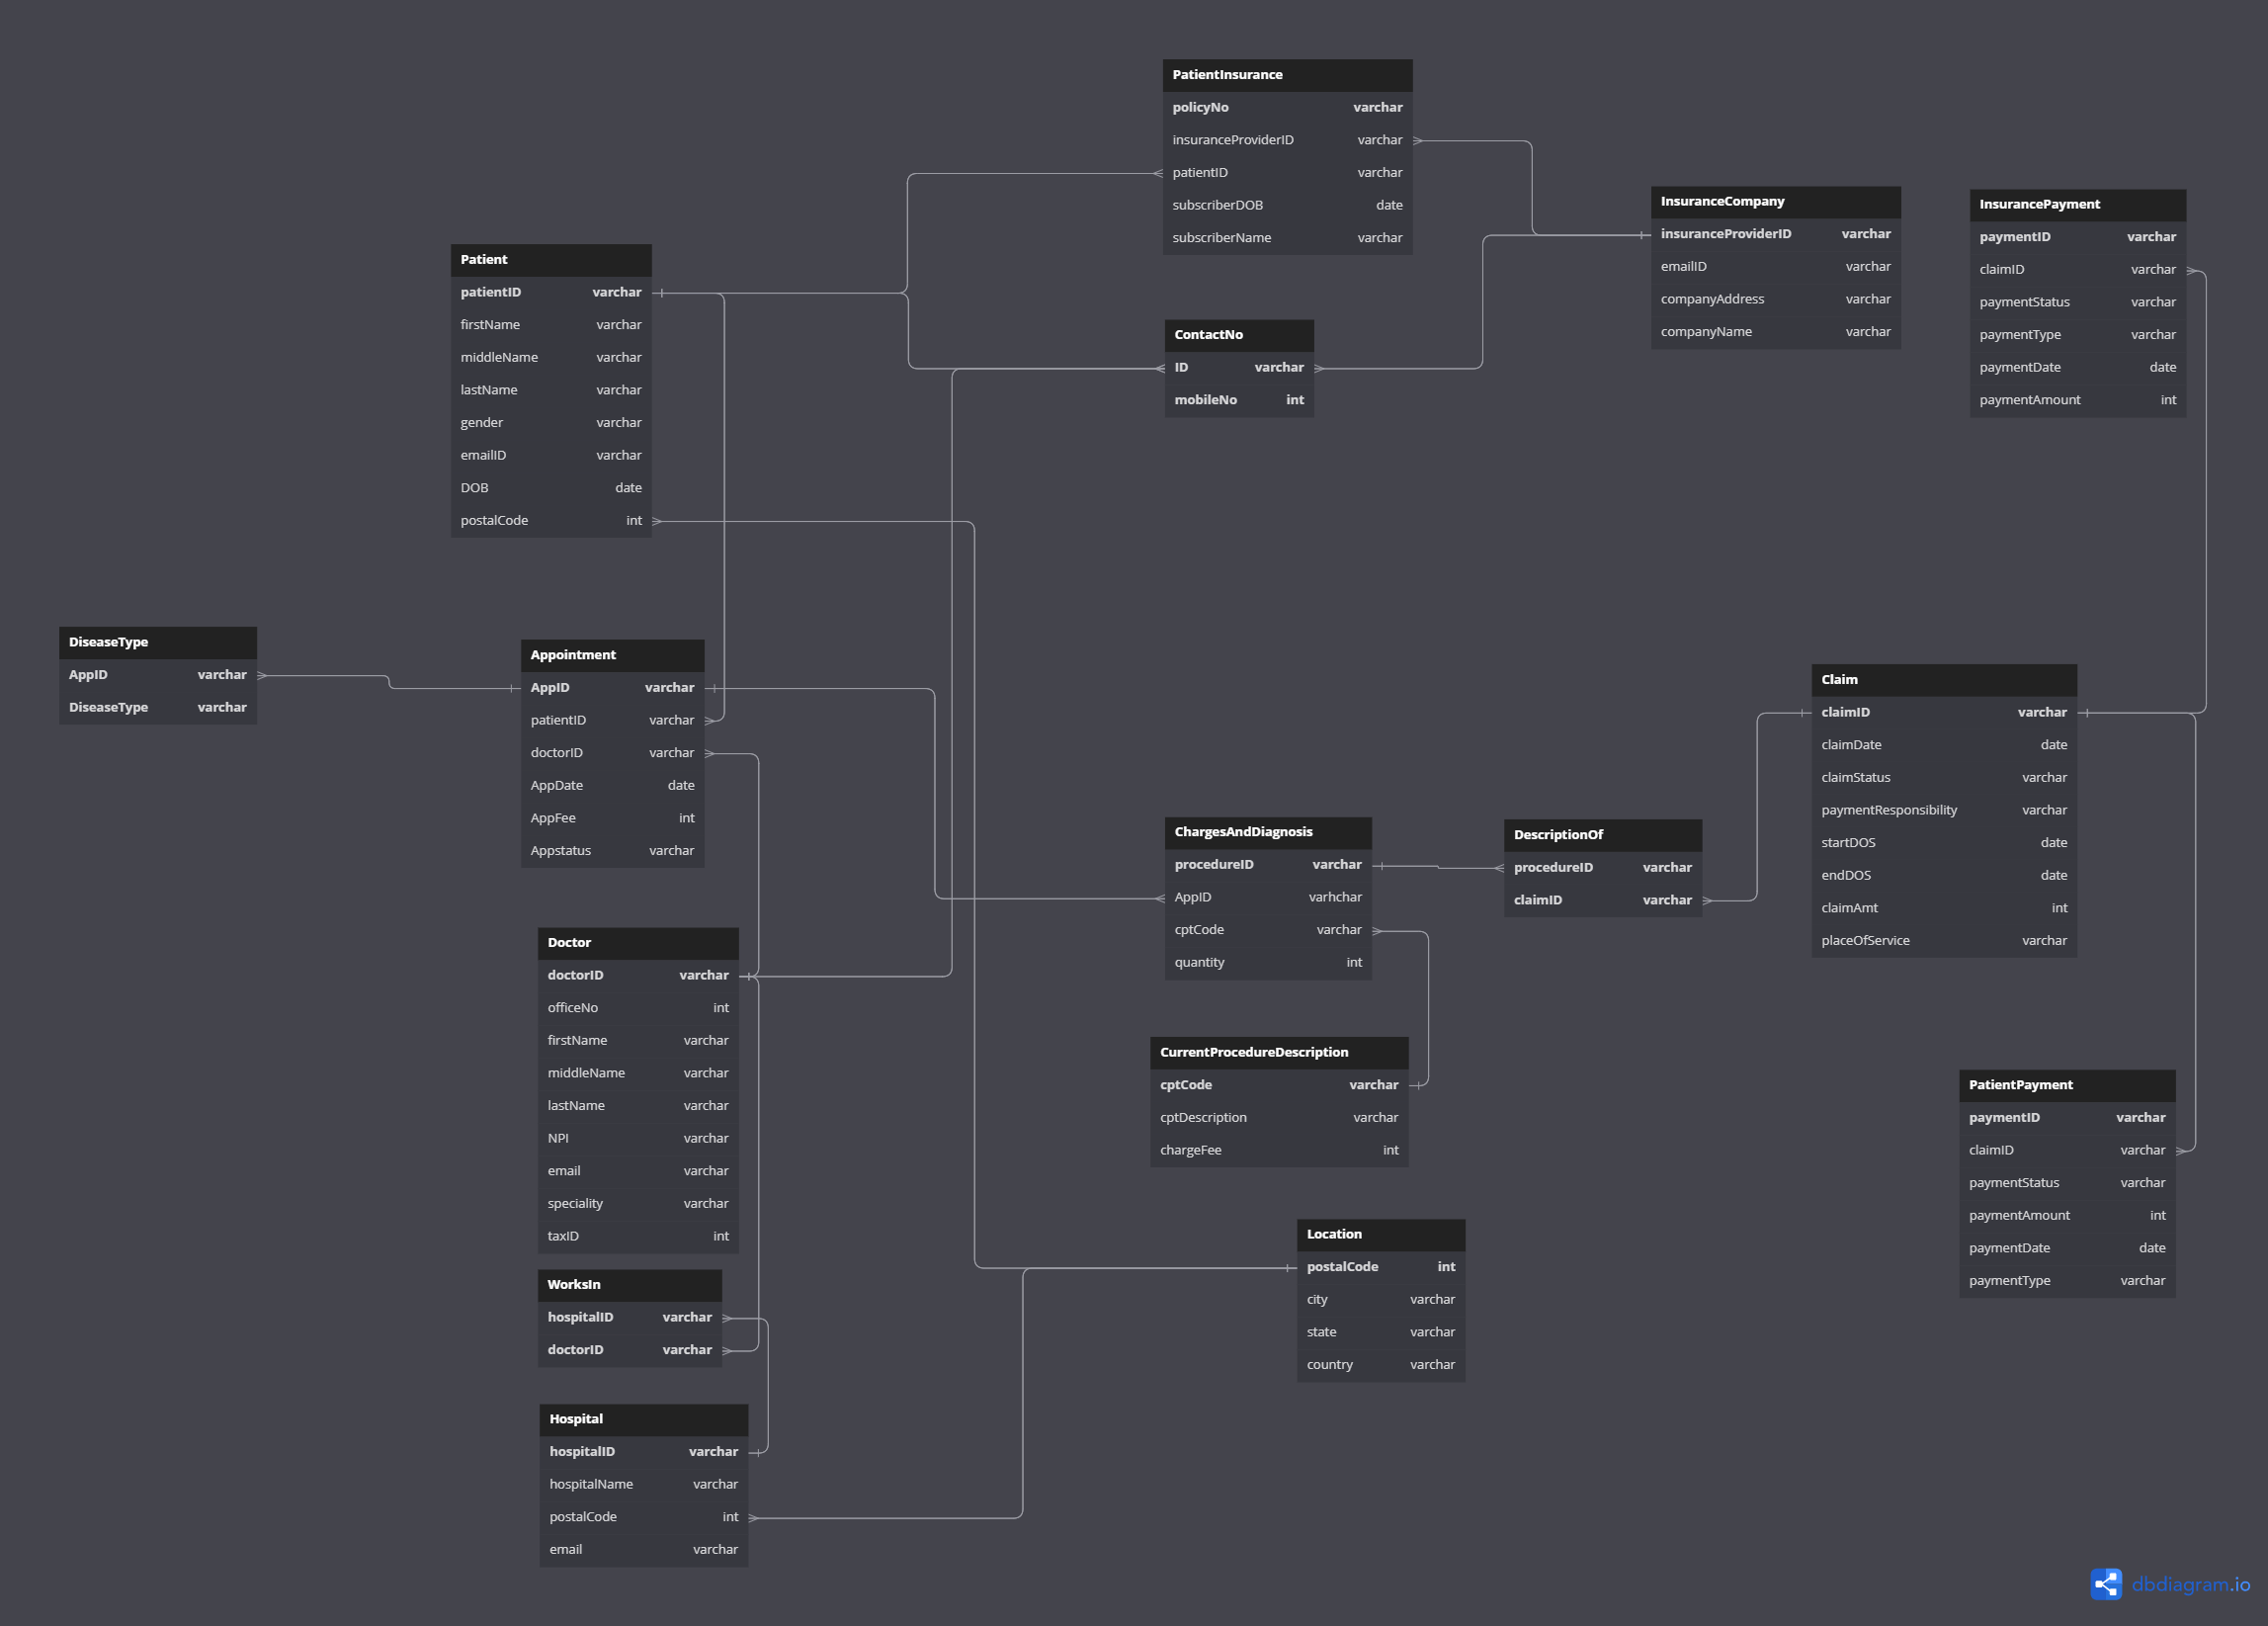 PatientInsurance
policyNo varchar
insuranceProviderID varchar
patientID varchar
subscriberDOB date
subscriberName varchar
InsuranceCompany
insuranceProviderID varchar
emailID varchar
companyAddress varchar
companyName varchar
InsurancePayment
paymentID varchar
claimID varchar
paymentStatus varchar
paymentType varchar
paymentDate date
paymentAmount int
Patient
patientID varchar
firstName varchar
middleName varchar
lastName varchar
gender varchar
emailID varchar
DOB date
postalCode int
ContactNo
ID varchar
mobileNo int
DiseaseType
AppID varchar
DiseaseType varchar
Appointment
AppID varchar
patientID varchar
doctorID varchar
AppDate date
AppFee int
Appstatus varchar
Claim
claimID varchar
claimDate date
claimStatus varchar
paymentResponsibility varchar
startDOS date
endDOS date
claimAmt int
placeOfService varchar
ChargesAndDiagnosis
procedureID varchar
AppID varhchar
cptCode varchar
quantity int
DescriptionOf
procedureID varchar
claimID varchar
Doctor
doctorID varchar
officeNo int
firstName varchar
middleName varchar
lastName varchar
NPI varchar
email varchar
speciality varchar
taxID int
CurrentProcedureDescription
cptCode varchar
cptDescription varchar
chargeFee int
PatientPayment
paymentID varchar
claimID varchar
paymentStatus varchar
paymentAmount int
paymentDate date
paymentType varchar
Location
postalCode int
city varchar
state varchar
country varchar
WorksIn
hospitalID varchar
doctorID varchar
Hospital
hospitalID varchar
hospitalName varchar
postalCode int
email varchar
dbdiagram.io